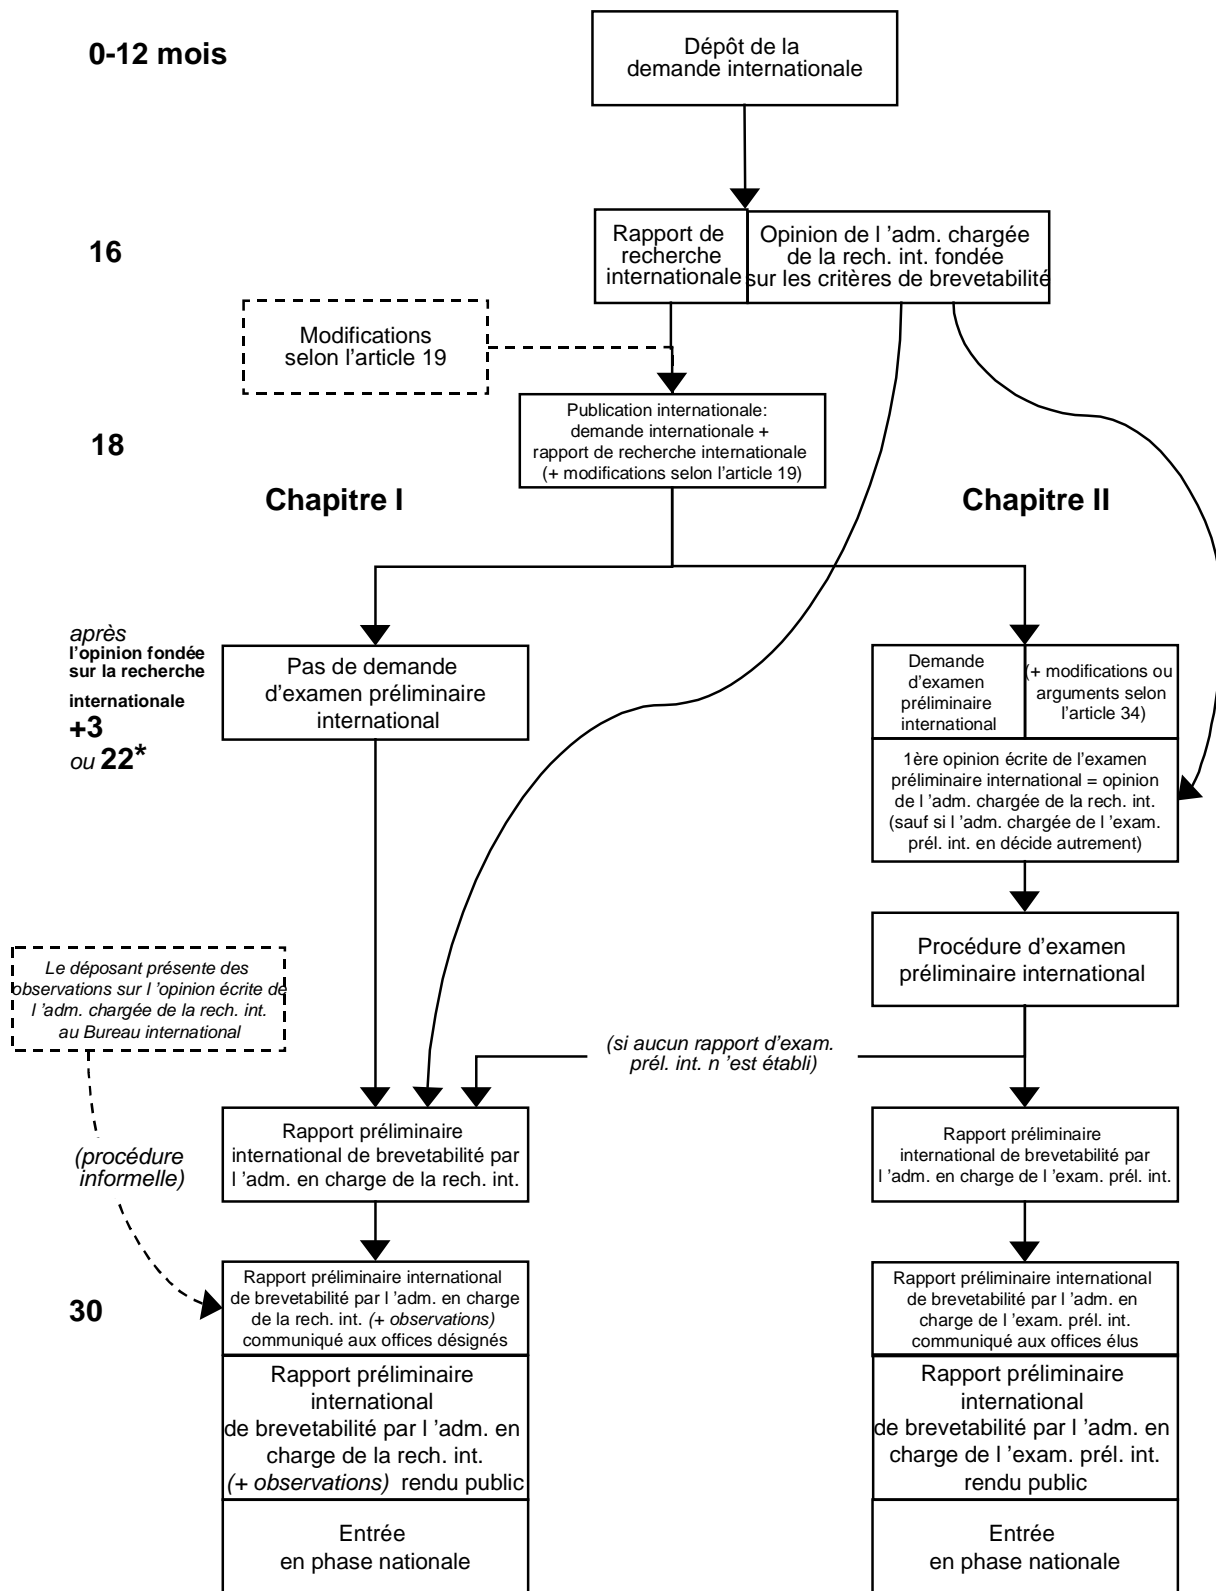 0-12 mois
Dépôt de la
demande internationale
16
Rapport de
recherche
internationale
Opinion de l 'adm. chargée
de la rech. int. fondée
sur les critères de brevetabilité
Modifications
selon l'article 19
18
Publication internationale:
demande internationale +
rapport de recherche internationale
(+ modifications selon l'article 19)
Chapitre I
Chapitre II
après
l'opinion fondée
sur la recherche
internationale
+3
ou 22*
Pas de demande
d'examen préliminaire
international
Demande
d'examen
préliminaire
international
(+ modifications ou
arguments selon
l'article 34)
1ère opinion écrite de l'examen
préliminaire international = opinion
de l 'adm. chargée de la rech. int.
(sauf si l 'adm. chargée de l 'exam.
prél. int. en décide autrement)
Procédure d'examen
préliminaire international
Le déposant présente des
observations sur l 'opinion écrite de
l 'adm. chargée de la rech. int.
au Bureau international
(si aucun rapport d'exam.
prél. int. n 'est établi)
(procédure
informelle)
Rapport préliminaire
international de brevetabilité par
l 'adm. en charge de la rech. int.
Rapport préliminaire
international de brevetabilité par
l 'adm. en charge de l 'exam. prél. int.
30
Rapport préliminaire international
de brevetabilité par l 'adm. en charge
de la rech. int. (+ observations)
communiqué aux offices désignés
Rapport préliminaire international
de brevetabilité par l 'adm. en
charge de l 'exam. prél. int.
communiqué aux offices élus
Rapport préliminaire
international
de brevetabilité par l 'adm. en
charge de la rech. int.
(+ observations) rendu public
Rapport préliminaire
international
de brevetabilité par l 'adm. en
charge de l 'exam. prél. int.
rendu public
Entrée
en phase nationale
Entrée
en phase nationale